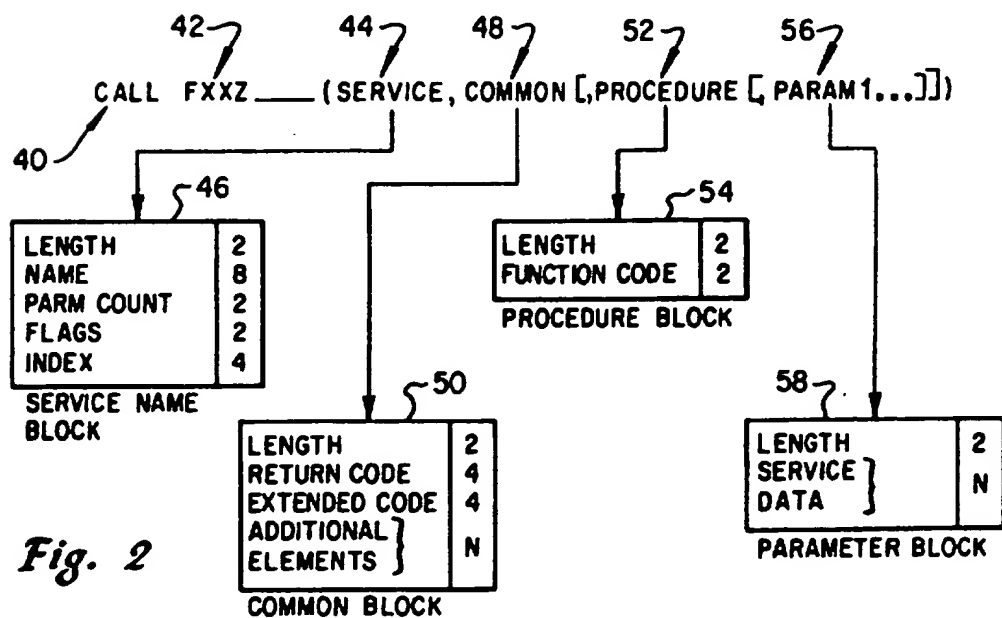 42 44 48 52 56
CALL FXXZ____(SERVICE, COMMON [,PROCEDURE [, PARAM1...]])
40
46
LENGTH 2
NAME 8
PARM COUNT 2
FLAGS 2
INDEX 4
SERVICE NAME
BLOCK
54
LENGTH 2
FUNCTION CODE 2
PROCEDURE BLOCK
50
LENGTH 2
RETURN CODE 4
EXTENDED CODE 4
ADDITIONAL
ELEMENTS } N
COMMON BLOCK
58
LENGTH 2
SERVICE
DATA } N
PARAMETER BLOCK
Fig. 2